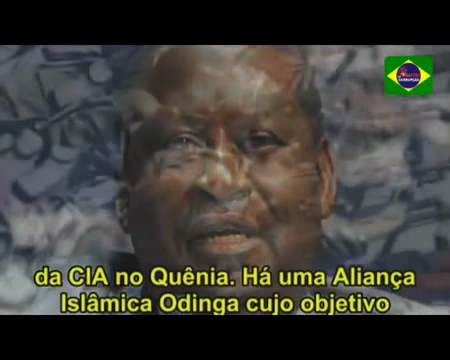 da CIA no Quênia. Há uma Aliança
Islâmica Odinga cujo objetivo